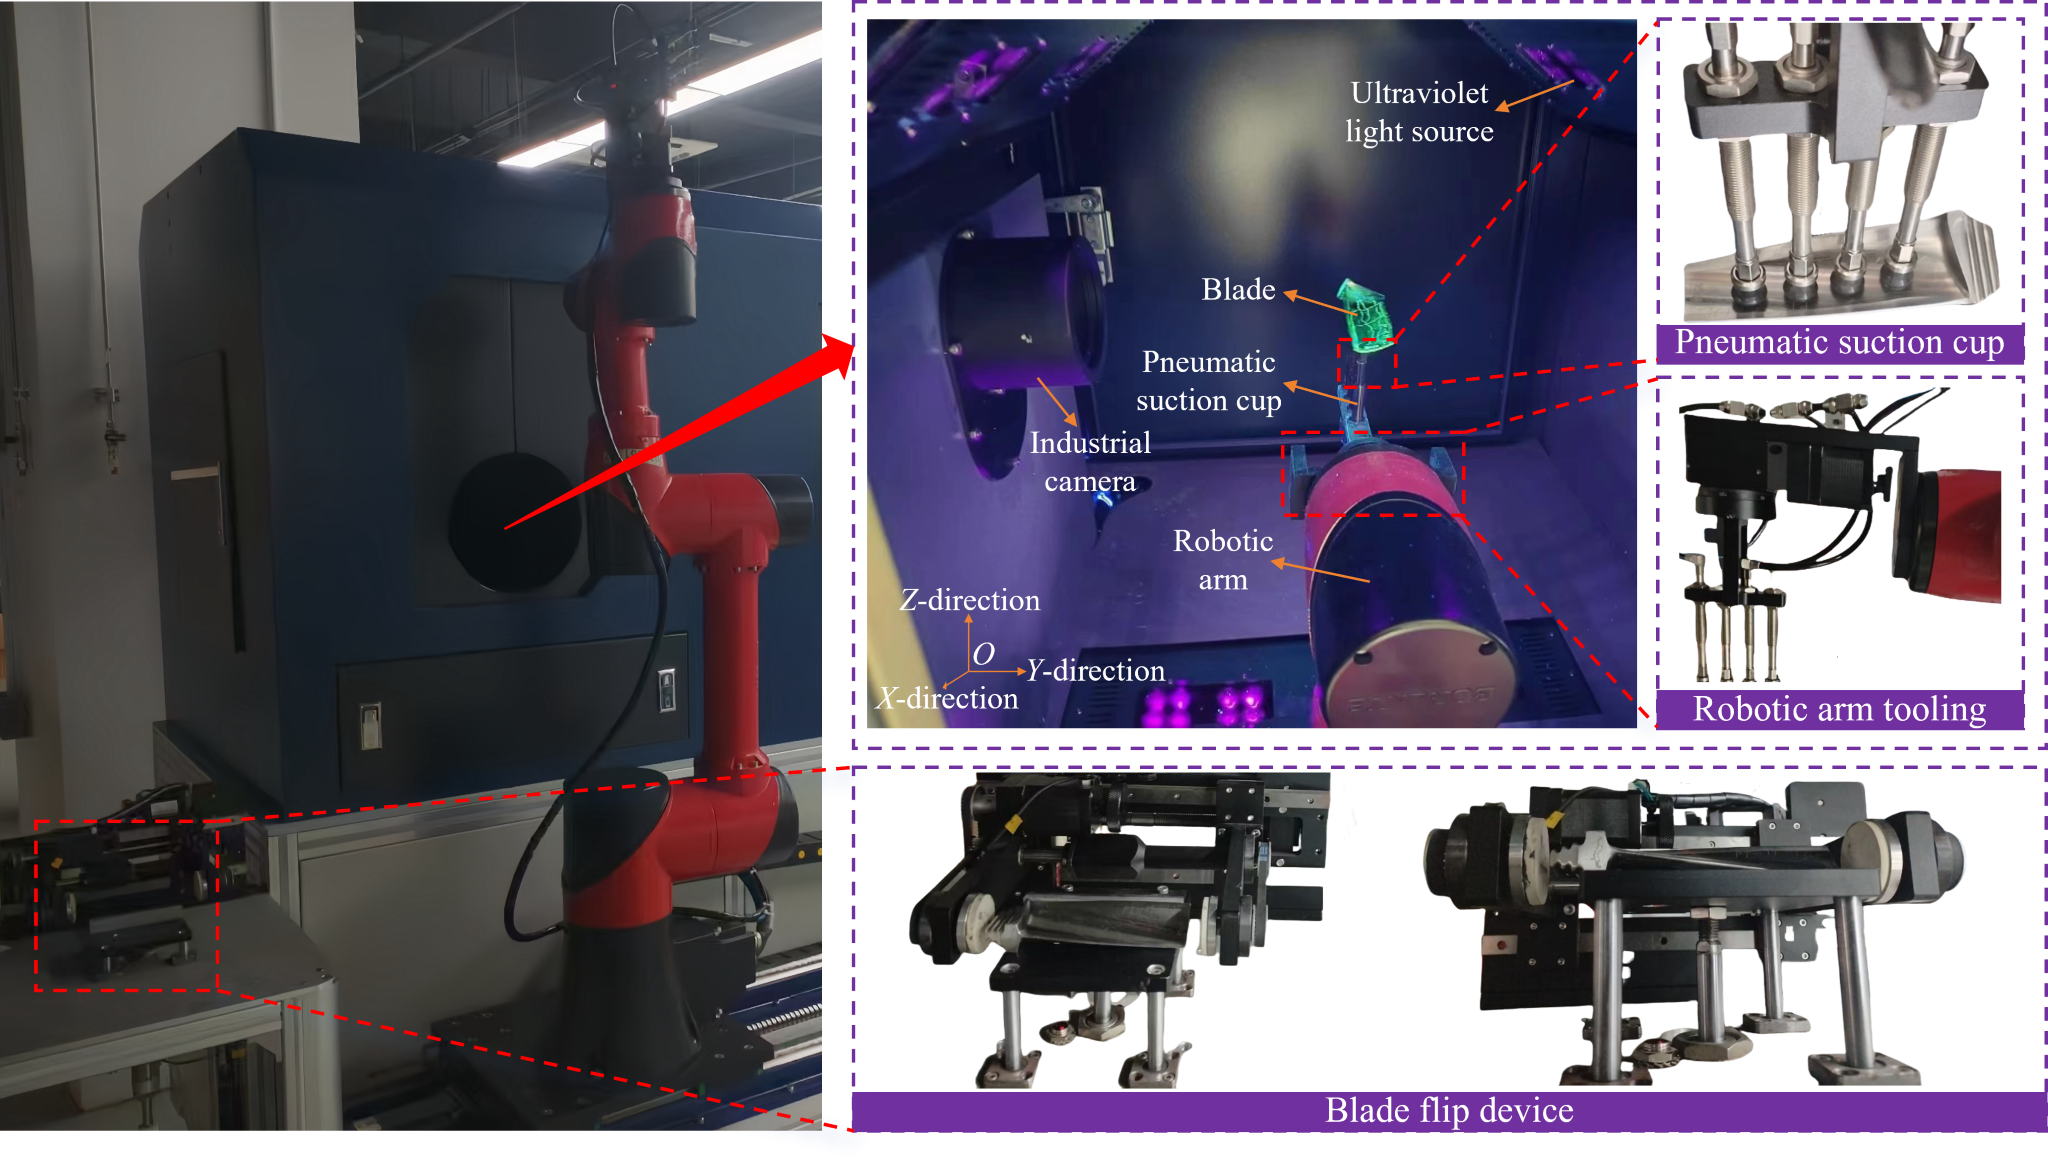 Ultraviolet
light source
Blade
Pneumatic
suction cup
Industrial
camera
Robotic
arm
Z-direction
O
Y-direction
X-direction
Pneumatic suction cup
Robotic arm tooling
Blade flip device